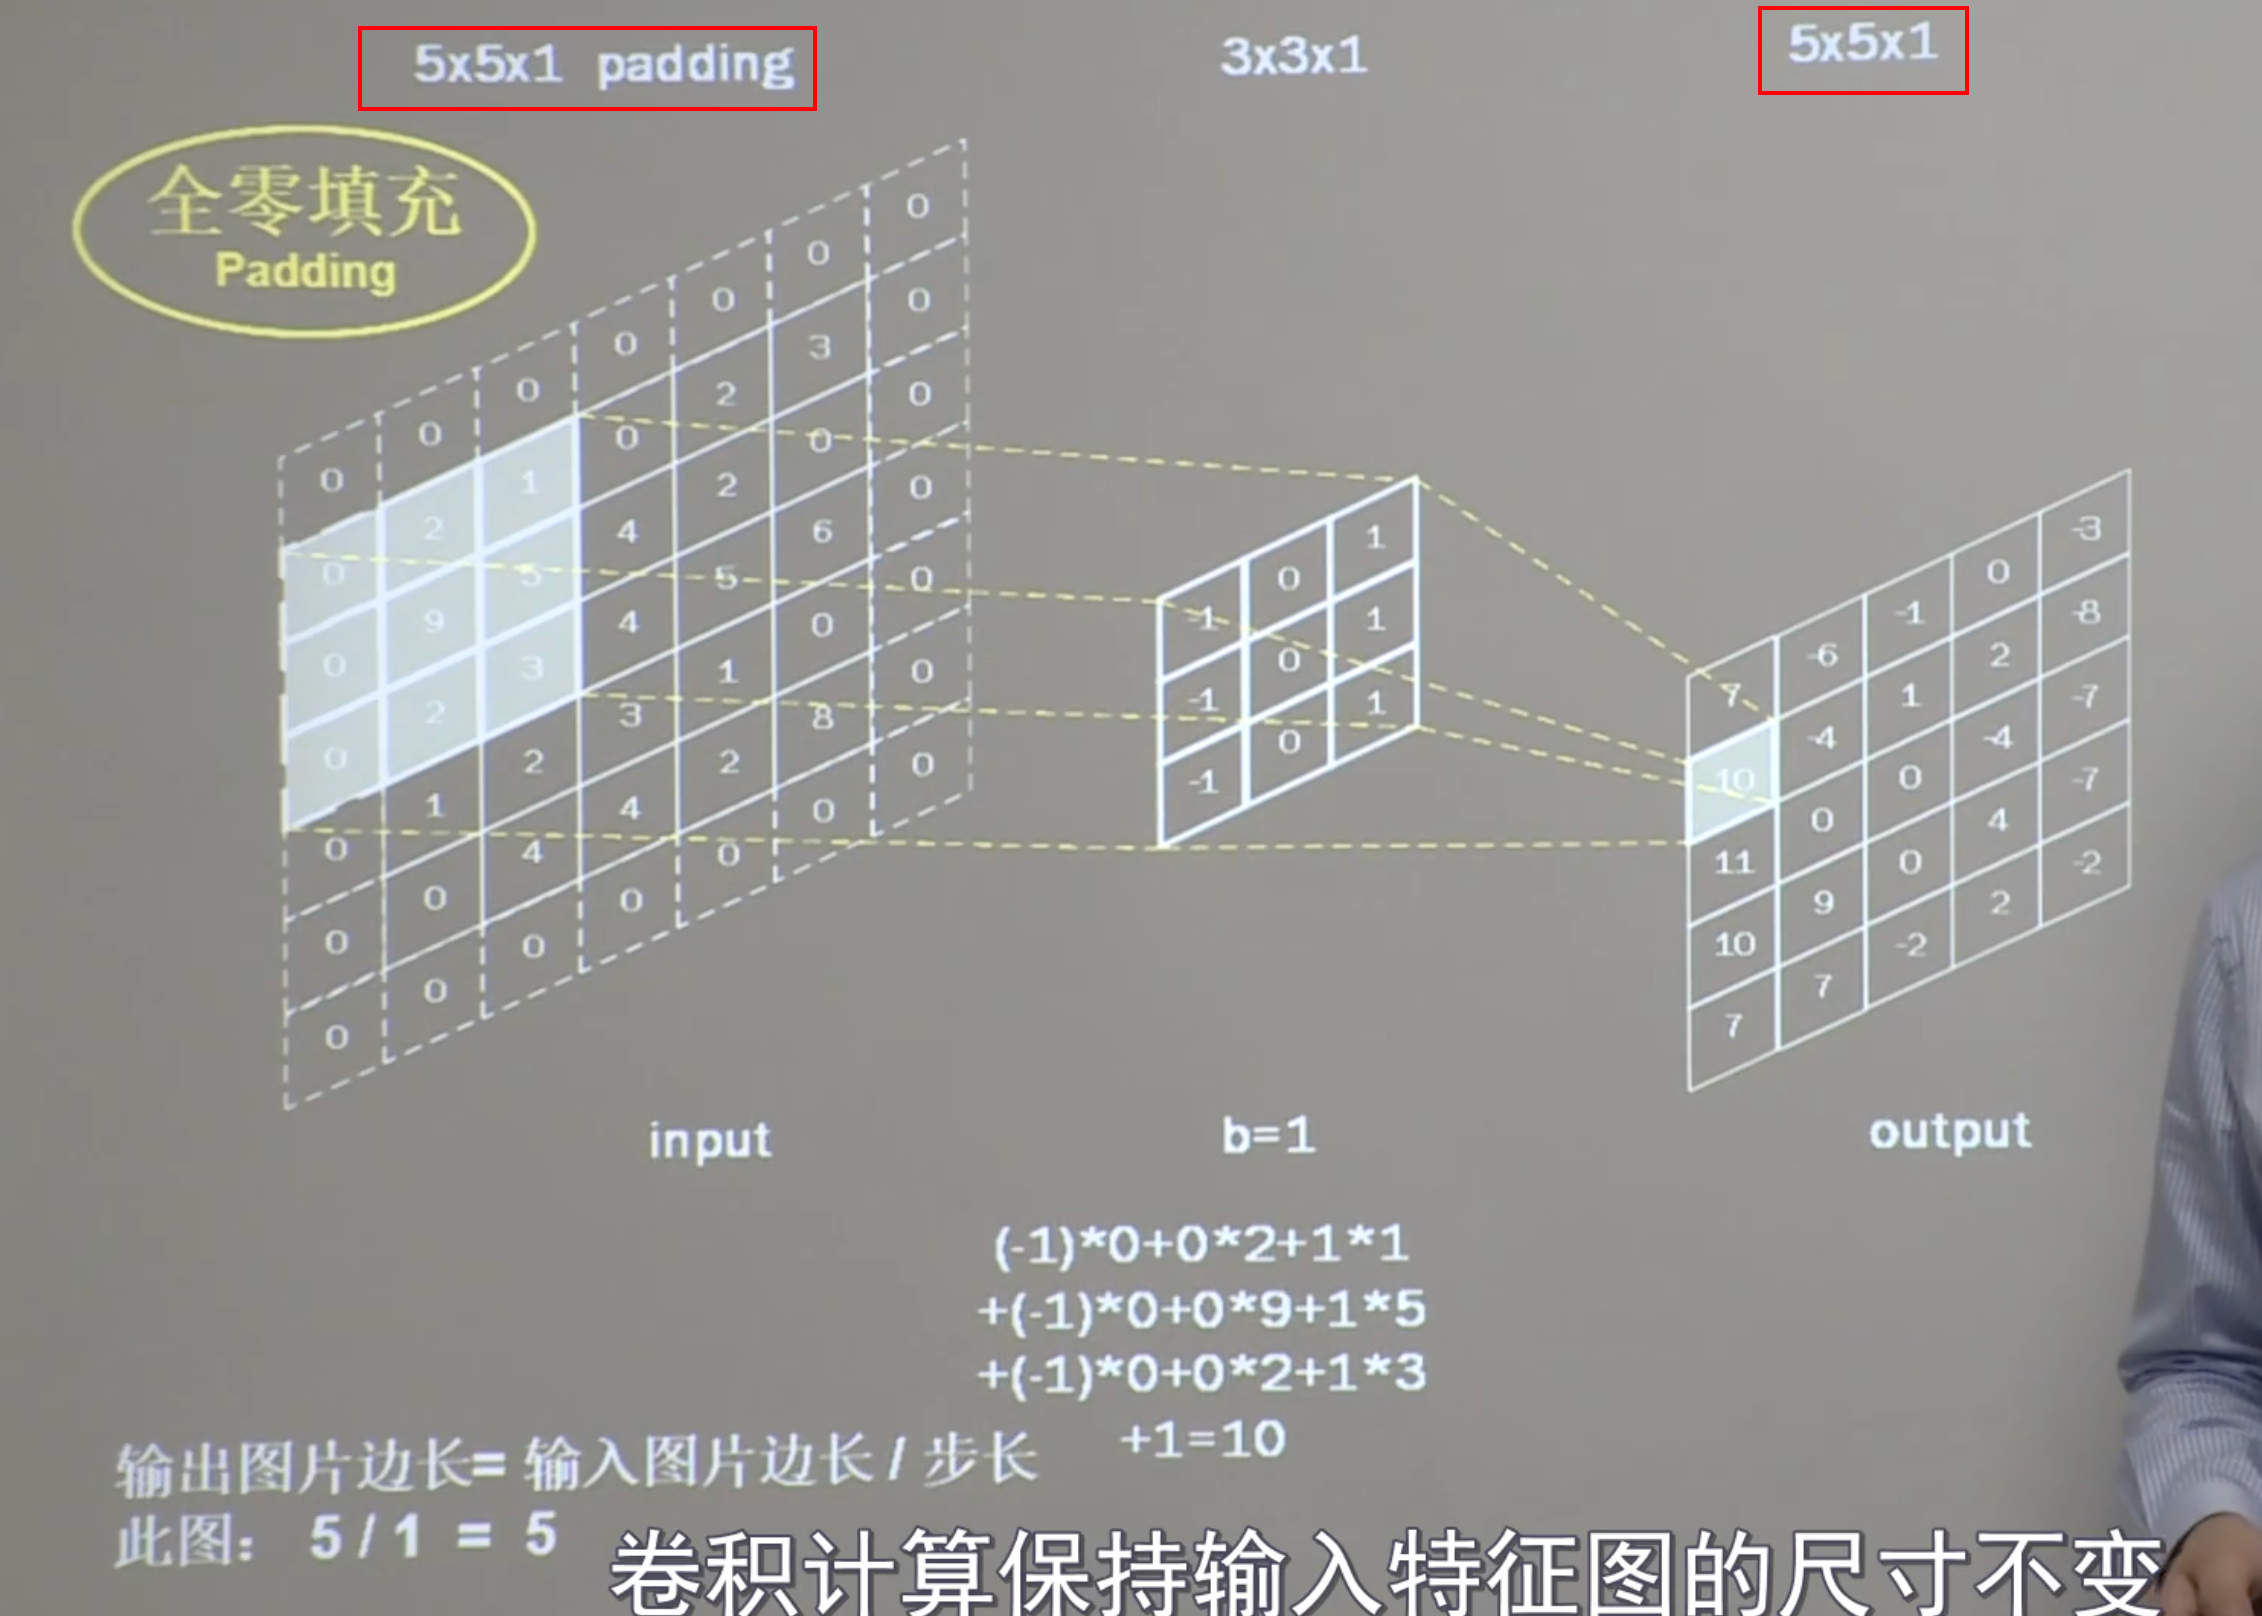 5x5x1 padding
3x3x1
5x5x1
全零填充
Padding
0 0 0 0 0 0 0
0 2 1 0 2 3 0
0 9 5 4 2 0 0
0 2 3 4 5 6 0
0 1 2 3 1 0 0
0 0 4 4 2 8 0
0 0 0 0 0 0 0
-1 0 1
-1 0 1
-1 0 1
7 -6 -1 0 -3
10 -4 1 2 -8
11 0 0 -4 -7
10 9 0 4 -7
7 7 -2 2 -2
input
b=1
output
(-1)*0+0*2+1*1
+(-1)*0+0*9+1*5
+(-1)*0+0*2+1*3
+1=10
输出图片边长= 输入图片边长 / 步长
此图： 5 / 1 = 5
卷积计算保持输入特征图的尺寸不变